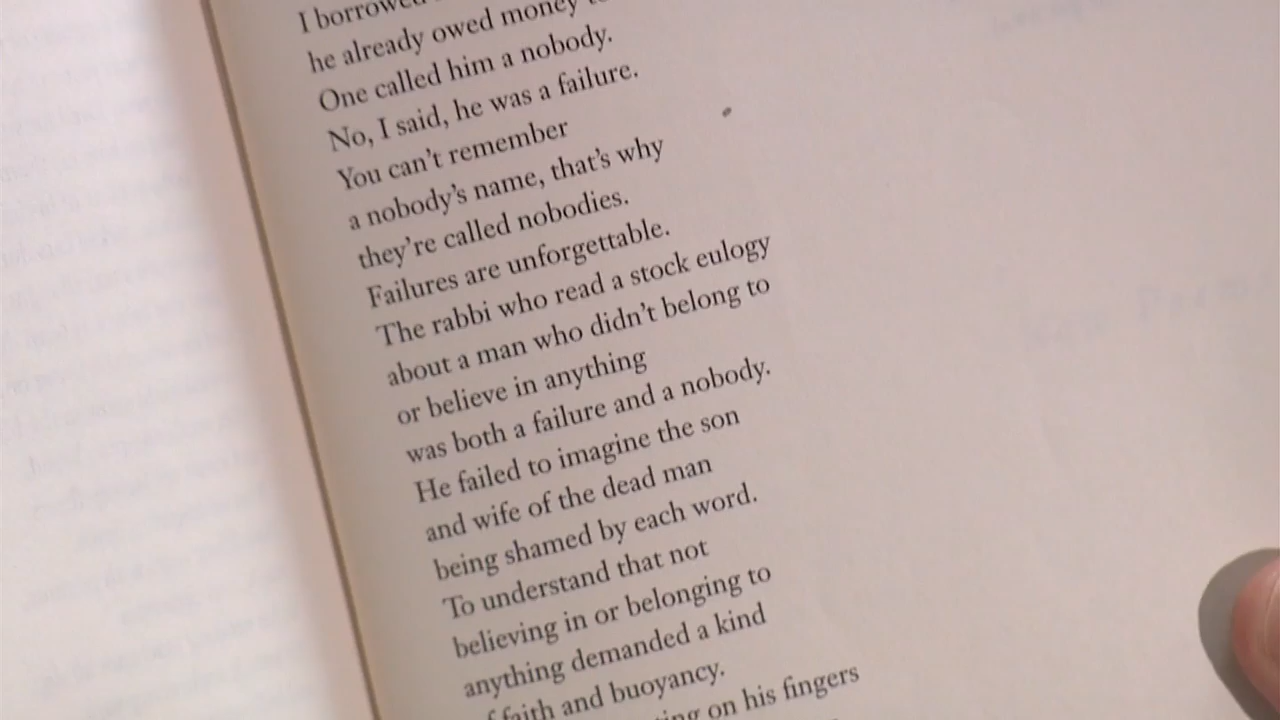 I borrowed
he already owed money
One called him a nobody.
No, I said, he was a failure.
You can't remember
a nobody's name, that's why
they're called nobodies.
Failures are unforgettable.
The rabbi who read a stock eulogy
about a man who didn't belong to
or believe in anything
was both a failure and a nobody.
He failed to imagine the son
and wife of the dead man
being shamed by each word.
To understand that not
believing in or belonging to
anything demanded a kind
of faith and buoyancy.
on his fingers